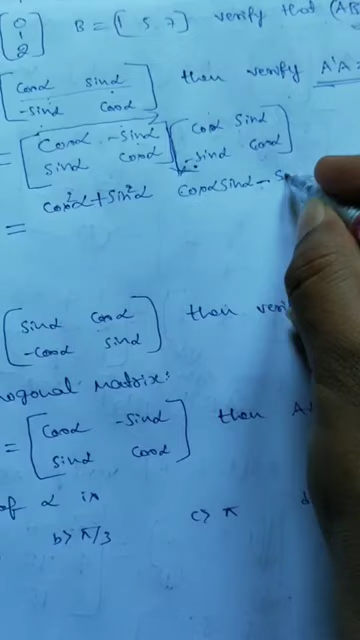 [0 1 2] B = [1 5 7] verify that (AB
[cosα sinα -sinα cosα] then verify A'A =
= [cosα -sinα sinα cosα] [cosα sinα -sinα cosα]
= cos²α + sin²α cosα sinα - s
[sinα cosα -cosα sinα] then veri
hogonal matrix:
= [cosα -sinα sinα cosα] then A
of α is
b> π/3 c> π d